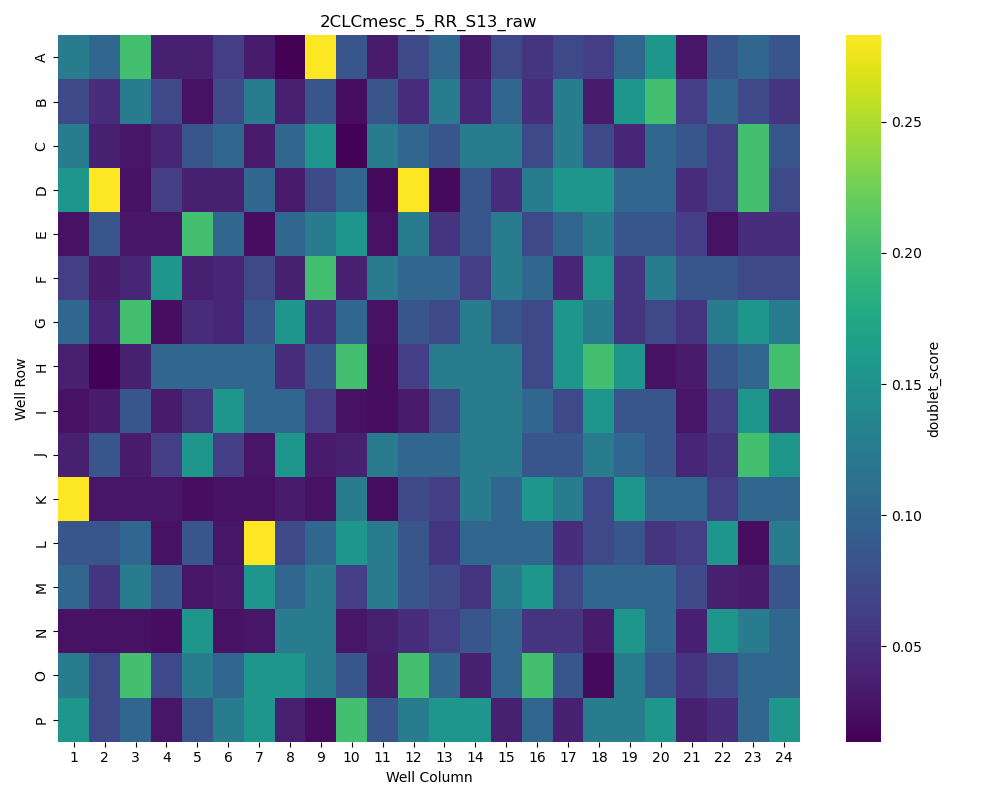 2CLCmesc_5_RR_S13_raw
A
B
C
D
E
F
G
H
I
J
K
L
M
N
O
P
Well Row
1 2 3 4 5 6 7 8 9 10 11 12 13 14 15 16 17 18 19 20 21 22 23 24
Well Column
0.25
0.20
0.15
0.10
0.05
doublet_score